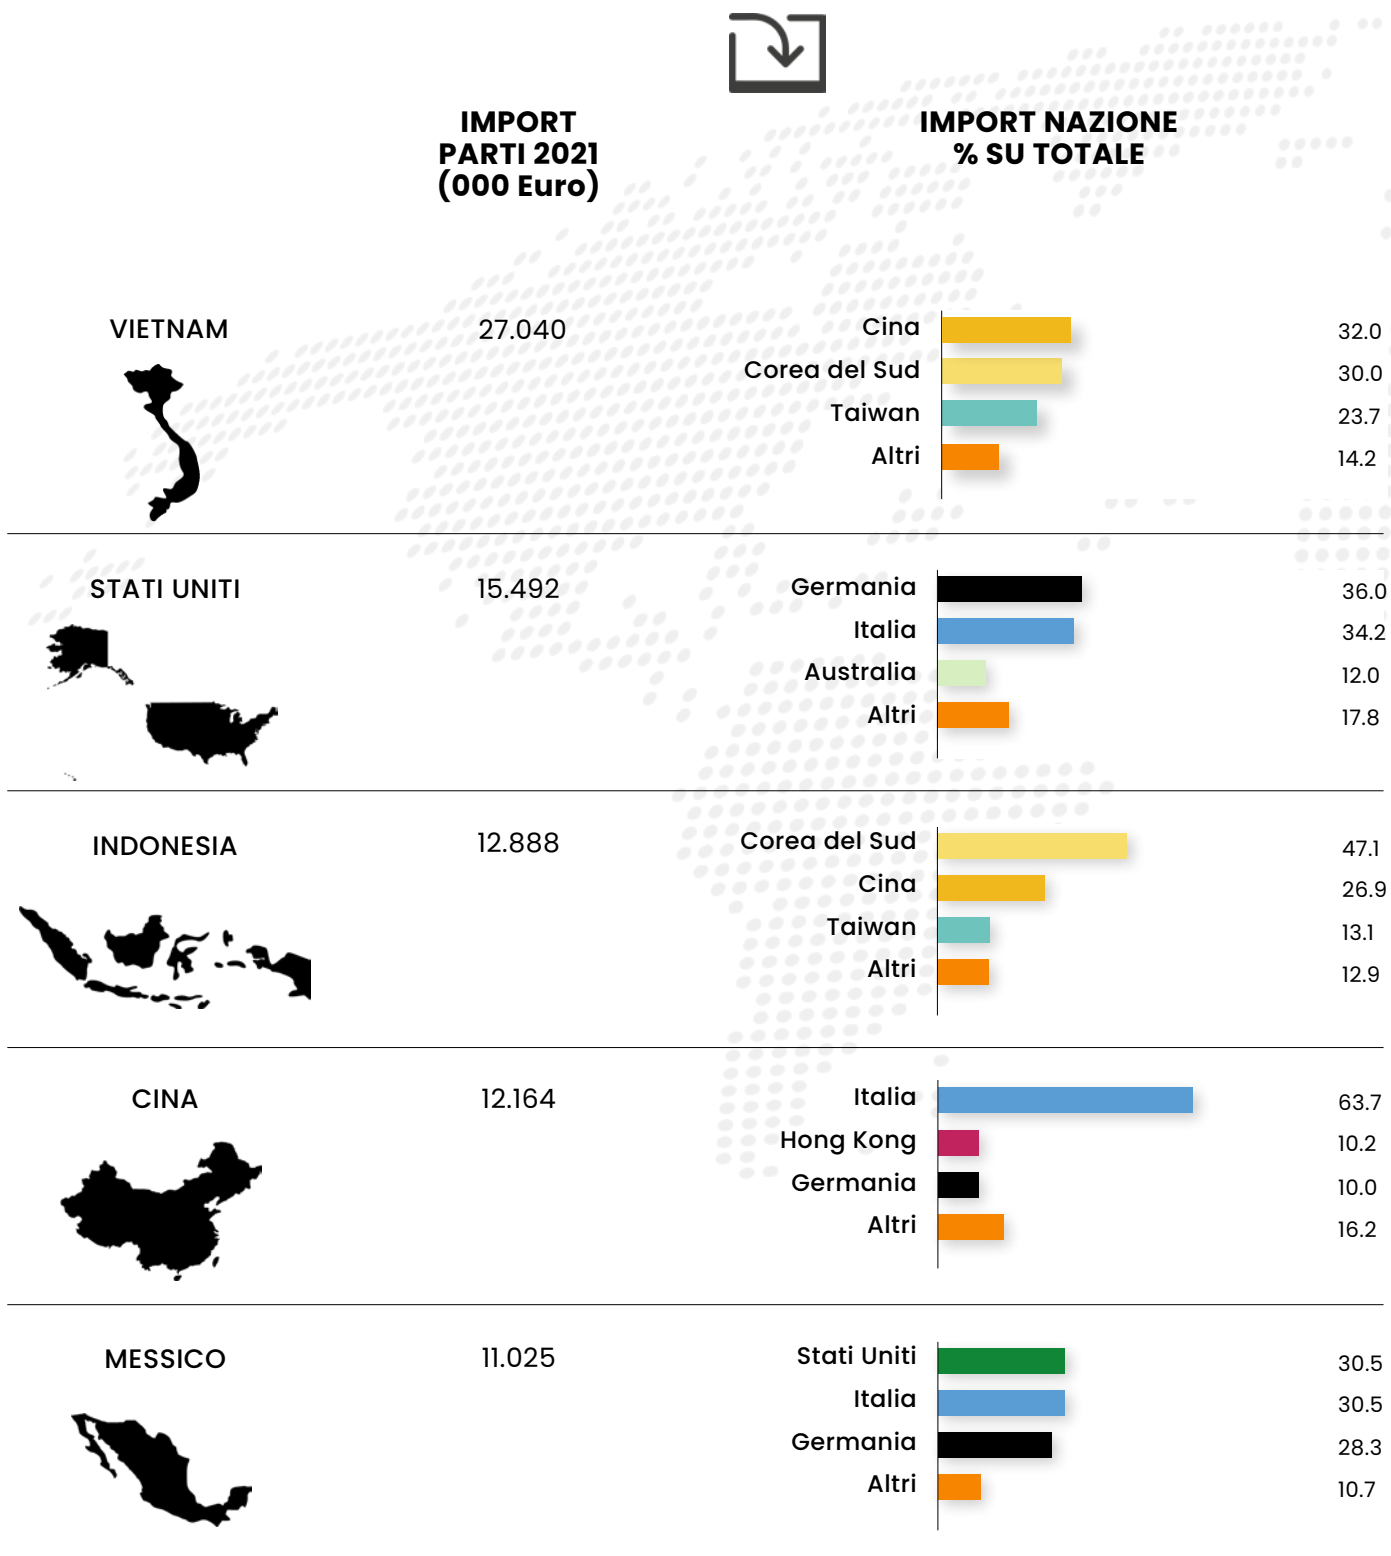 IMPORT
PARTI 2021
(000 Euro)
IMPORT NAZIONE
% SU TOTALE
VIETNAM
27.040
Cina 32.0
Corea del Sud 30.0
Taiwan 23.7
Altri 14.2
STATI UNITI
15.492
Germania 36.0
Italia 34.2
Australia 12.0
Altri 17.8
INDONESIA
12.888
Corea del Sud 47.1
Cina 26.9
Taiwan 13.1
Altri 12.9
CINA
12.164
Italia 63.7
Hong Kong 10.2
Germania 10.0
Altri 16.2
MESSICO
11.025
Stati Uniti 30.5
Italia 30.5
Germania 28.3
Altri 10.7